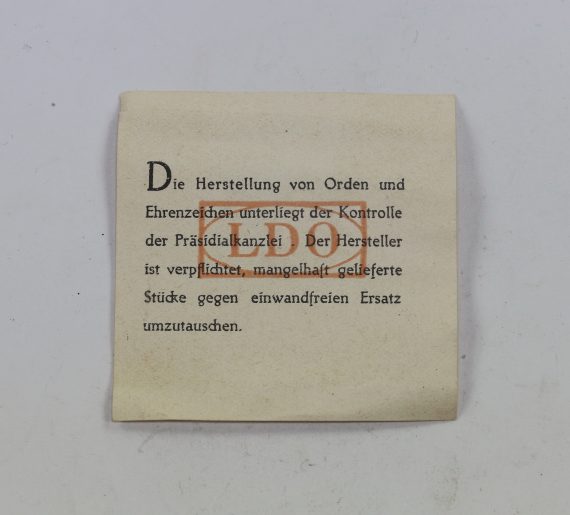 Die Herstellung von Orden und
Ehrenzeichen unterliegt der Kontrolle
LDO
der Präsidialkanzlei . Der Hersteller
ist verpflichtet, mangelhaft gelieferte
Stücke gegen einwandfreien Ersatz
umzutauschen.